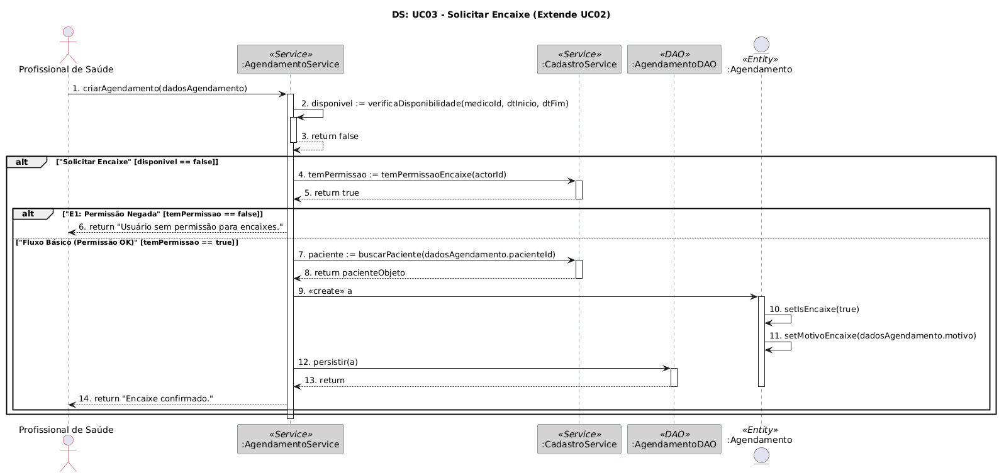 DS: UC03 - Solicitar Encaixe (Extende UC02)
Profissional de Saúde
«Service»
:AgendamentoService
«Service»
:CadastroService
«DAO»
:AgendamentoDAO
«Entity»
:Agendamento
1. criarAgendamento(dadosAgendamento)
2. disponivel := verificaDisponibilidade(medicoId, dtInicio, dtFim)
3. return false
alt ["Solicitar Encaixe" [disponivel == false]]
4. temPermissao := temPermissaoEncaixe(actorId)
5. return true
alt ["E1: Permissão Negada" [temPermissao == false]]
6. return "Usuário sem permissão para encaixes."
["Fluxo Básico (Permissão OK)" [temPermissao == true]]
7. paciente := buscarPaciente(dadosAgendamento.pacienteId)
8. return pacienteObjeto
9. «create» a
10. setIsEncaixe(true)
11. setMotivoEncaixe(dadosAgendamento.motivo)
12. persistir(a)
13. return
14. return "Encaixe confirmado."
Profissional de Saúde
«Service»
:AgendamentoService
«Service»
:CadastroService
«DAO»
:AgendamentoDAO
«Entity»
:Agendamento